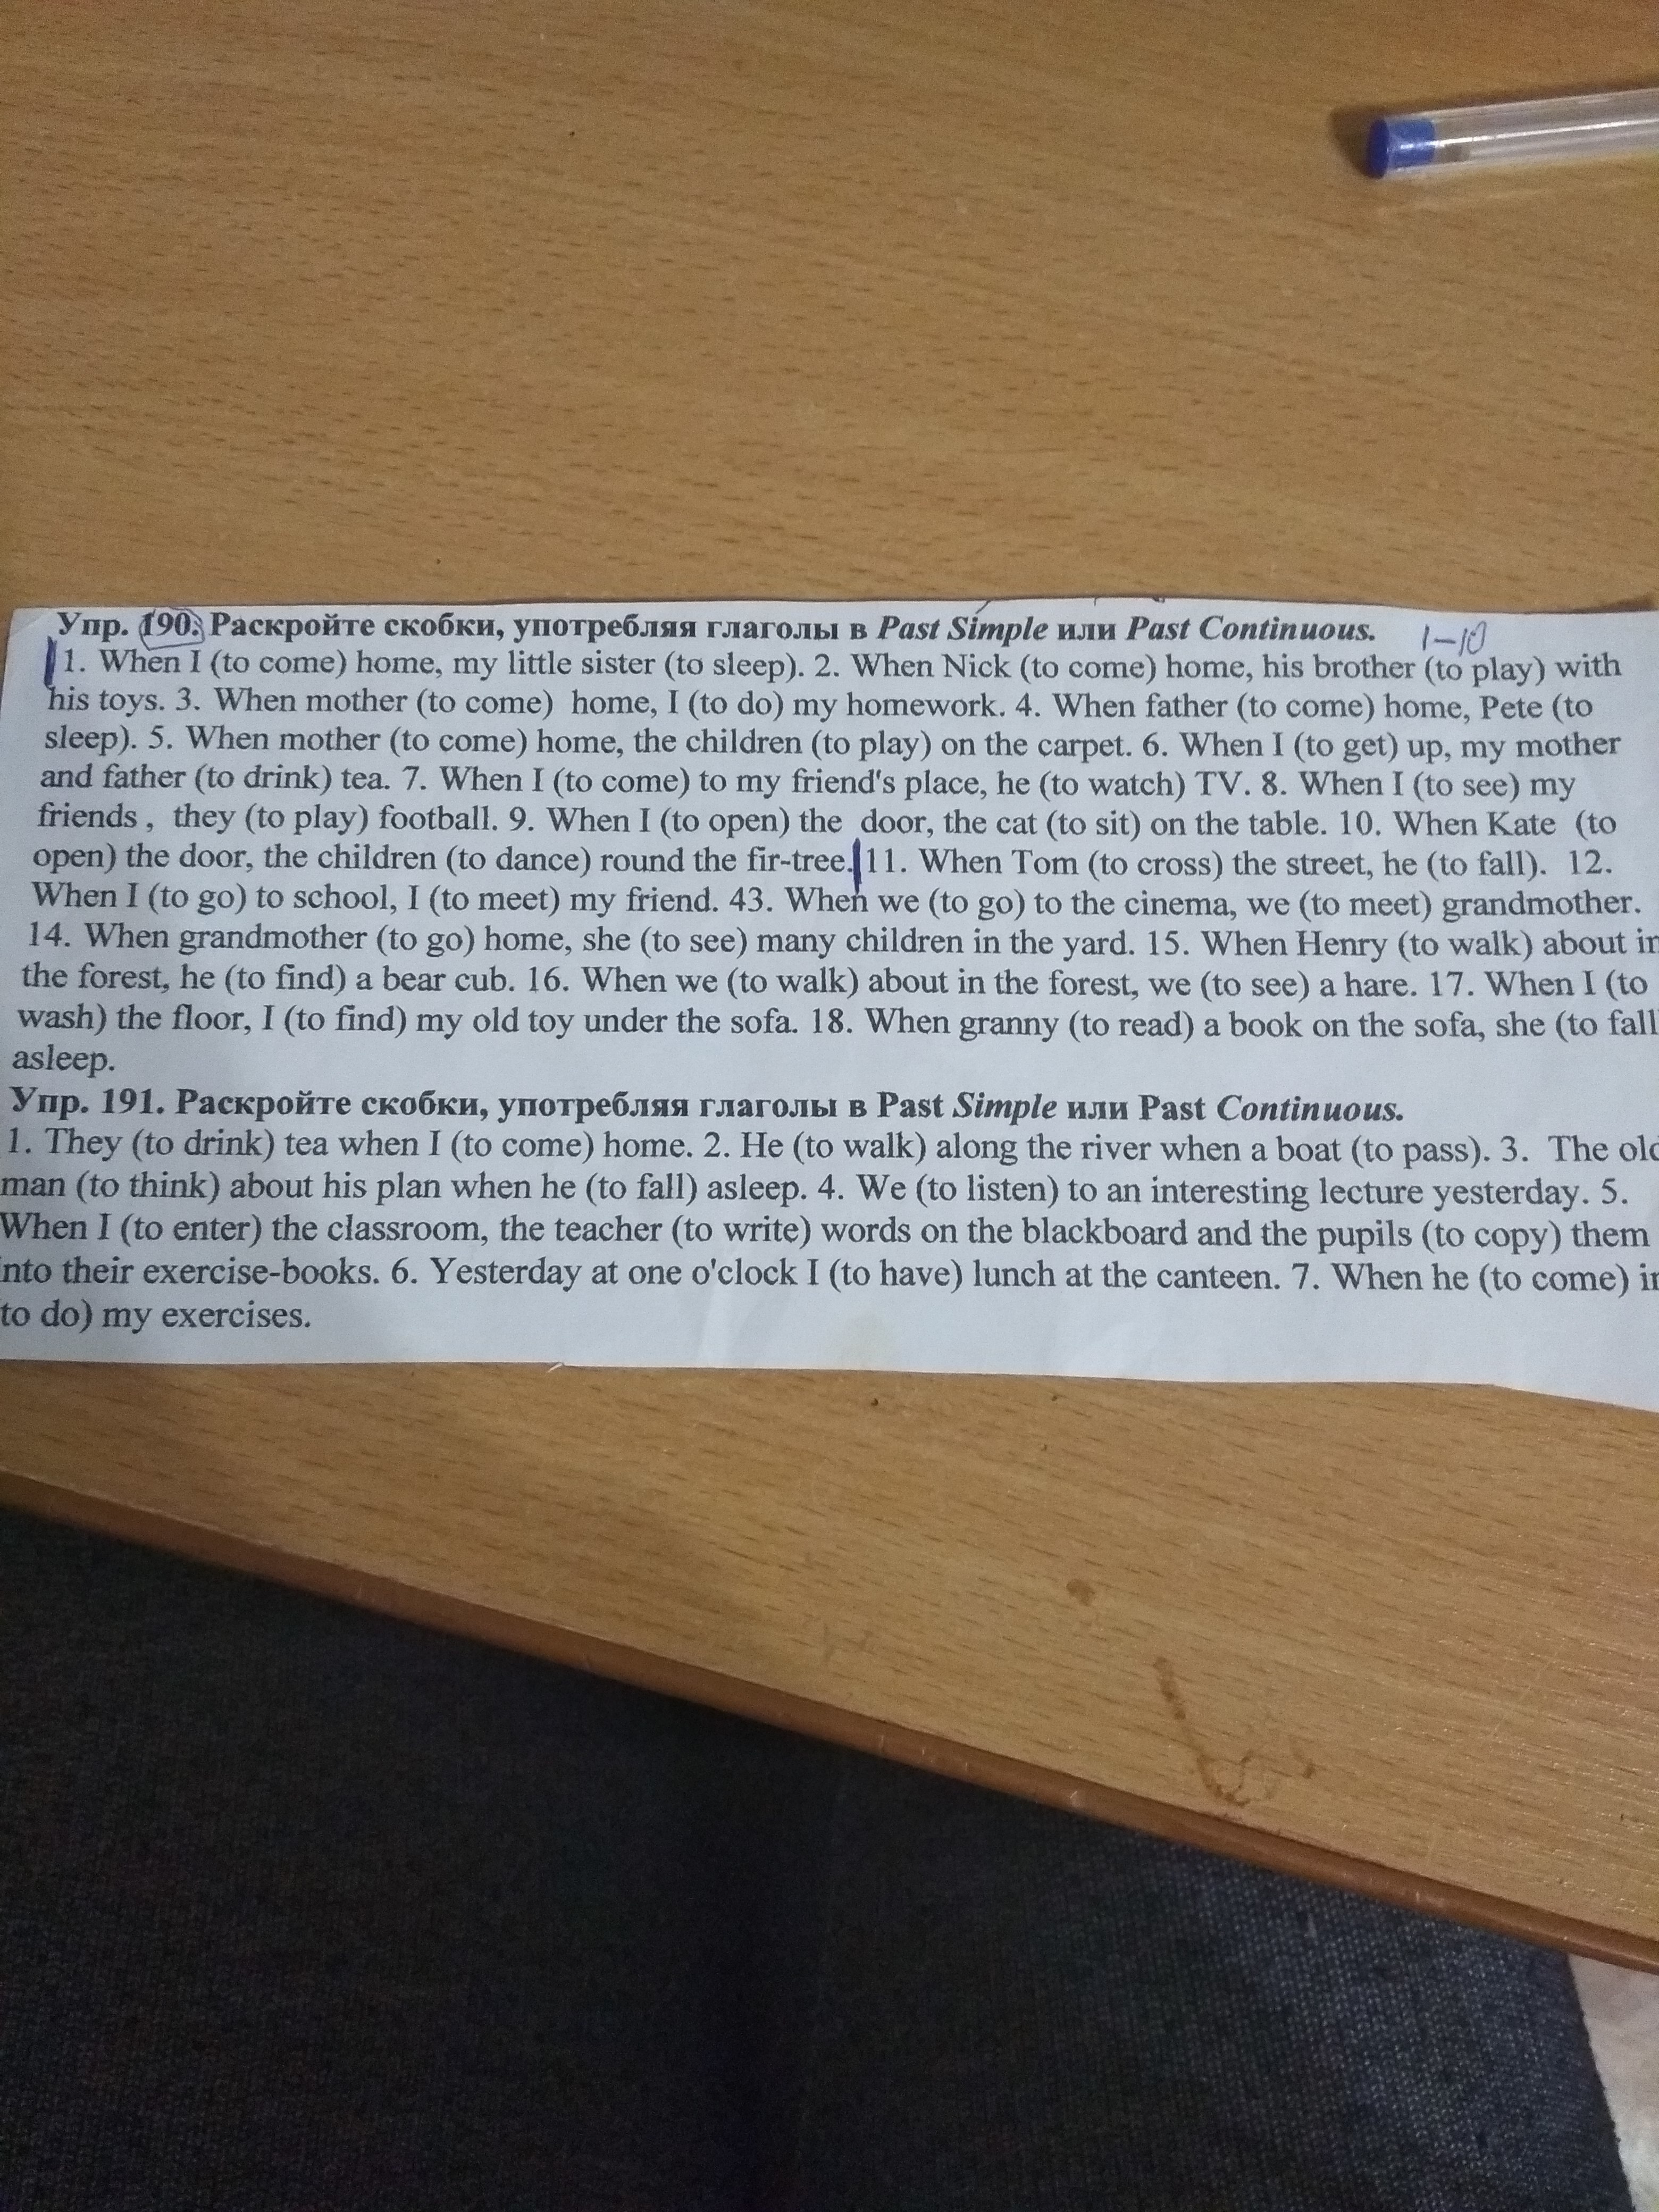 Упр. 190. Раскройте скобки, употребляя глаголы в Past Simple или Past Continuous. 1-10
1. When I (to come) home, my little sister (to sleep). 2. When Nick (to come) home, his brother (to play) with
his toys. 3. When mother (to come) home, I (to do) my homework. 4. When father (to come) home, Pete (to
sleep). 5. When mother (to come) home, the children (to play) on the carpet. 6. When I (to get) up, my mother
and father (to drink) tea. 7. When I (to come) to my friend's place, he (to watch) TV. 8. When I (to see) my
friends , they (to play) football. 9. When I (to open) the door, the cat (to sit) on the table. 10. When Kate (to
open) the door, the children (to dance) round the fir-tree. 11. When Tom (to cross) the street, he (to fall). 12.
When I (to go) to school, I (to meet) my friend. 43. When we (to go) to the cinema, we (to meet) grandmother.
14. When grandmother (to go) home, she (to see) many children in the yard. 15. When Henry (to walk) about in
the forest, he (to find) a bear cub. 16. When we (to walk) about in the forest, we (to see) a hare. 17. When I (to
wash) the floor, I (to find) my old toy under the sofa. 18. When granny (to read) a book on the sofa, she (to fall
asleep.
Упр. 191. Раскройте скобки, употребляя глаголы в Past Simple или Past Continuous.
1. They (to drink) tea when I (to come) home. 2. He (to walk) along the river when a boat (to pass). 3. The old
man (to think) about his plan when he (to fall) asleep. 4. We (to listen) to an interesting lecture yesterday. 5.
When I (to enter) the classroom, the teacher (to write) words on the blackboard and the pupils (to copy) them
nto their exercise-books. 6. Yesterday at one o'clock I (to have) lunch at the canteen. 7. When he (to come) in
to do) my exercises.